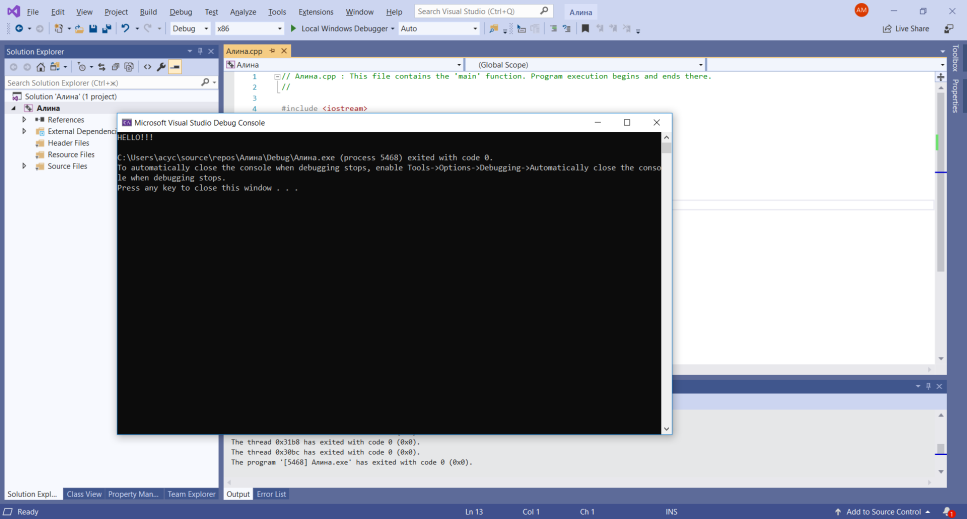 File Edit View Project Build Debug Test Analyze Tools Extensions Window Help Search Visual Studio (Ctrl+Q) Алина AM
Debug x86 Local Windows Debugger Auto Live Share
Solution Explorer
Search Solution Explorer (Ctrl+ж)
Solution 'Алина' (1 project)
Алина
References
External Dependenci
Header Files
Resource Files
Source Files
Solution Expl... Class View Property Man... Team Explorer
Алина.cpp
Алина (Global Scope)
1 // Алина.cpp : This file contains the 'main' function. Program execution begins and ends there.
2 //
3
4 #include <iostream>
Microsoft Visual Studio Debug Console
HELLO!!!
C:\Users\acyc\source\repos\Алина\Debug\Алина.exe (process 5468) exited with code 0.
To automatically close the console when debugging stops, enable Tools->Options->Debugging->Automatically close the conso
le when debugging stops.
Press any key to close this window . . .
The thread 0x31b8 has exited with code 0 (0x0).
The thread 0x30bc has exited with code 0 (0x0).
The program '[5468] Алина.exe' has exited with code 0 (0x0).
Output Error List
Toolbox
Properties
Ready Ln 13 Col 1 Ch 1 INS Add to Source Control 1